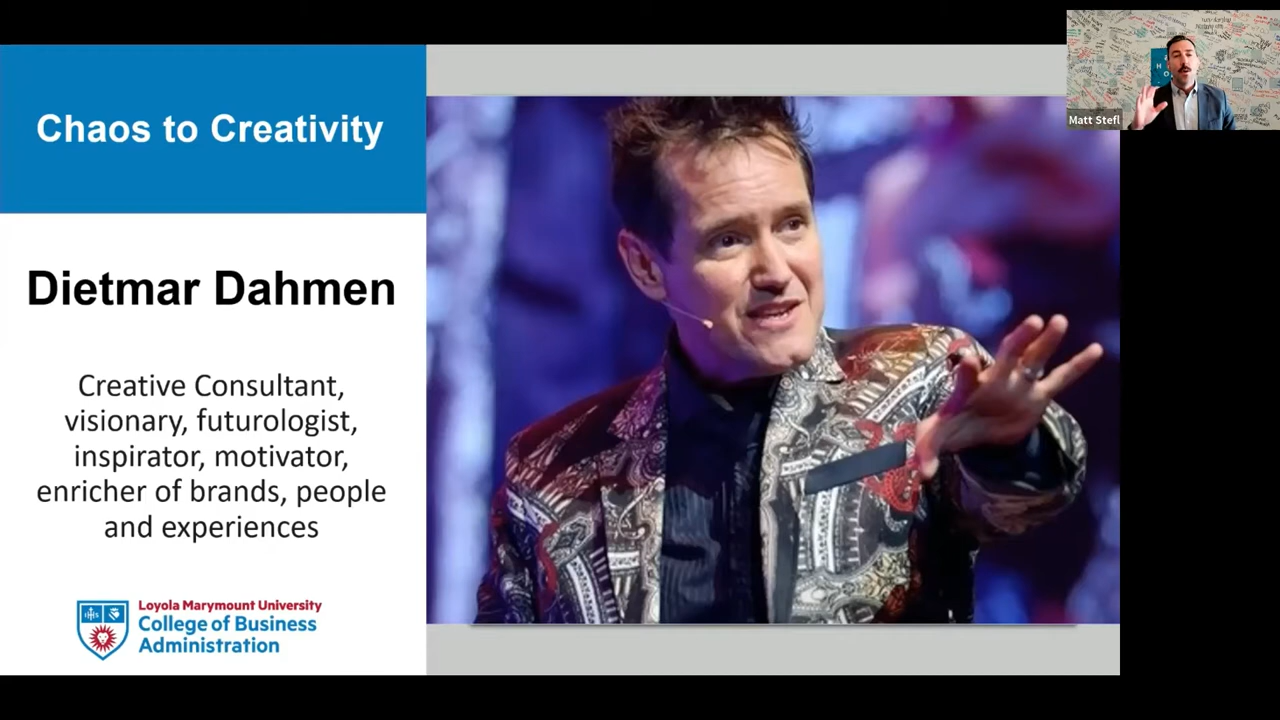 Chaos to Creativity
Dietmar Dahmen
Creative Consultant,
visionary, futurologist,
inspirator, motivator,
enricher of brands, people
and experiences
IHS
Loyola Marymount University
College of Business
Administration
Matt Stefl